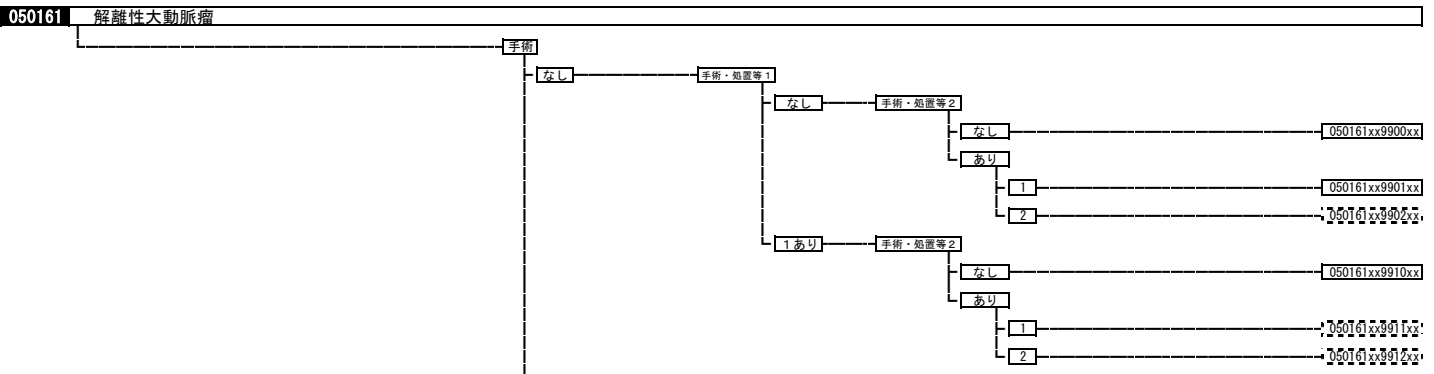 050161 解離性大動脈瘤
手術
なし 手術・処置等1
なし 手術・処置等2
なし 050161xx9900xx
あり
1 050161xx9901xx
2 050161xx9902xx
1あり 手術・処置等2
なし 050161xx9910xx
あり
1 050161xx9911xx
2 050161xx9912xx